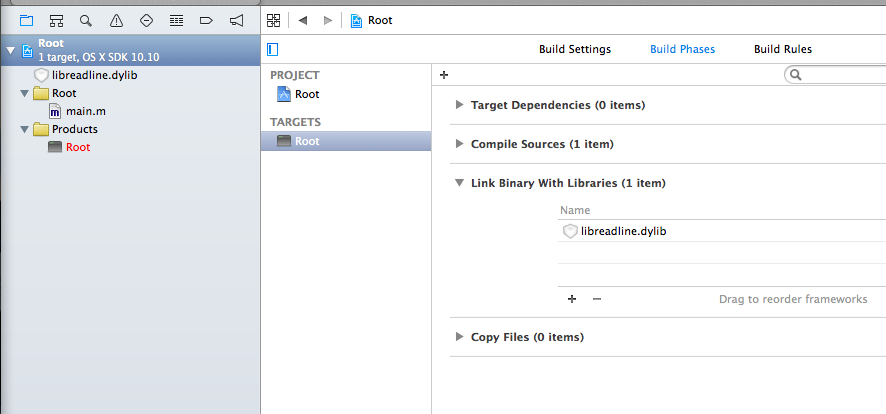 Root
Root
1 target, OS X SDK 10.10
libreadline.dylib
Root
main.m
Products
Root
Build Settings
Build Phases
Build Rules
PROJECT
Root
TARGETS
Root
Target Dependencies (0 items)
Compile Sources (1 item)
Link Binary With Libraries (1 item)
Name
libreadline.dylib
Drag to reorder frameworks
Copy Files (0 items)